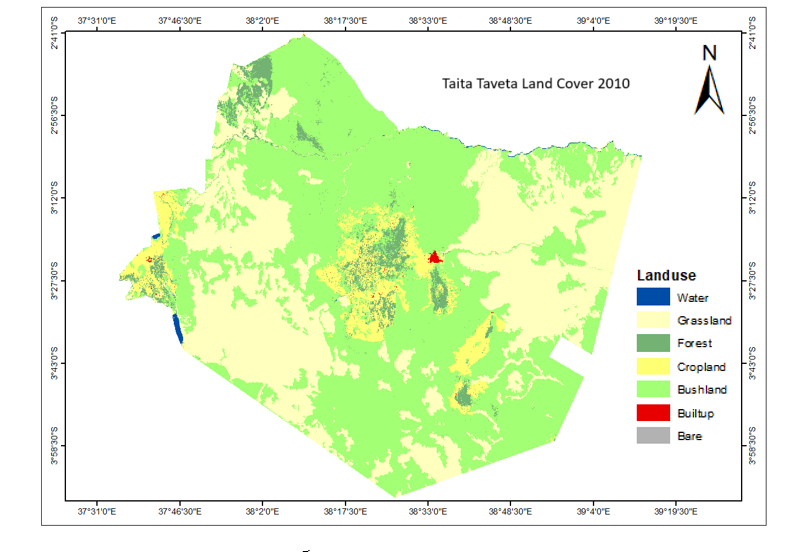 37°31'0"E 37°46'30"E 38°2'0"E 38°17'30"E 38°33'0"E 38°48'30"E 39°4'0"E 39°19'30"E
2°41'0"S
2°56'30"S
3°12'0"S
3°27'30"S
3°43'0"S
3°58'30"S
Taita Taveta Land Cover 2010
N
2°41'0"S
2°56'30"S
3°12'0"S
3°27'30"S
3°43'0"S
3°58'30"S
Landuse
Water
Grassland
Forest
Cropland
Bushland
Builtup
Bare
37°31'0"E 37°46'30"E 38°2'0"E 38°17'30"E 38°33'0"E 38°48'30"E 39°4'0"E 39°19'30"E